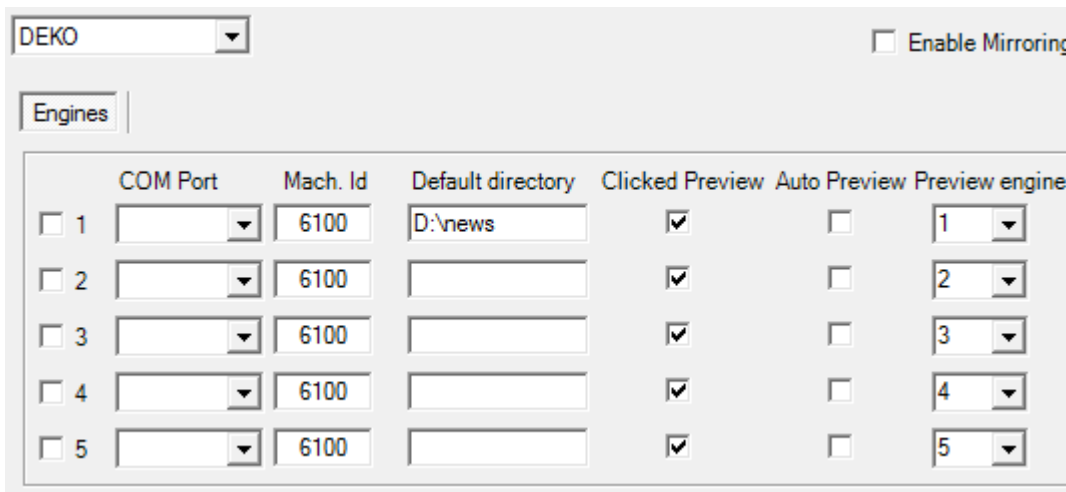 DEKO Enable Mirroring
Engines
COM Port Mach. Id Default directory Clicked Preview Auto Preview Preview engine
1 6100 D:\news 1
2 6100 2
3 6100 3
4 6100 4
5 6100 5